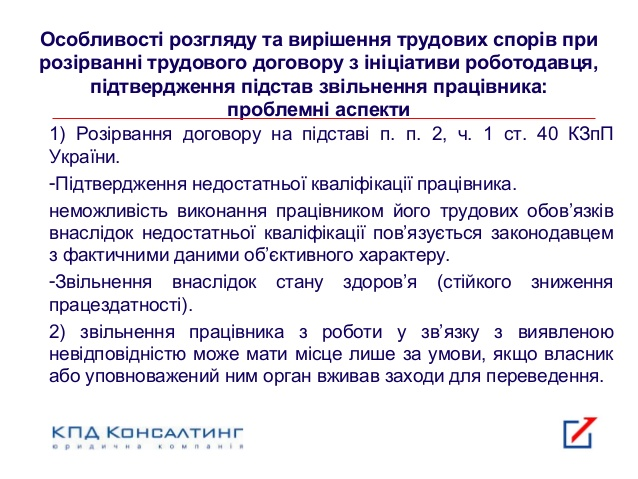 Особливості розгляду та вирішення трудових спорів при
розірванні трудового договору з ініціативи роботодавця,
підтвердження підстав звільнення працівника:
проблемні аспекти
1) Розірвання договору на підставі п. п. 2, ч. 1 ст. 40 КЗпП
України.
-Підтвердження недостатньої кваліфікації працівника.
неможливість виконання працівником його трудових обов’язків
внаслідок недостатньої кваліфікації пов’язується законодавцем
з фактичними даними об’єктивного характеру.
-Звільнення внаслідок стану здоров’я (стійкого зниження
працездатності).
2) звільнення працівника з роботи у зв’язку з виявленою
невідповідністю може мати місце лише за умови, якщо власник
або уповноважений ним орган вживав заходи для переведення.
КПД Консалтинг
юридична компанія